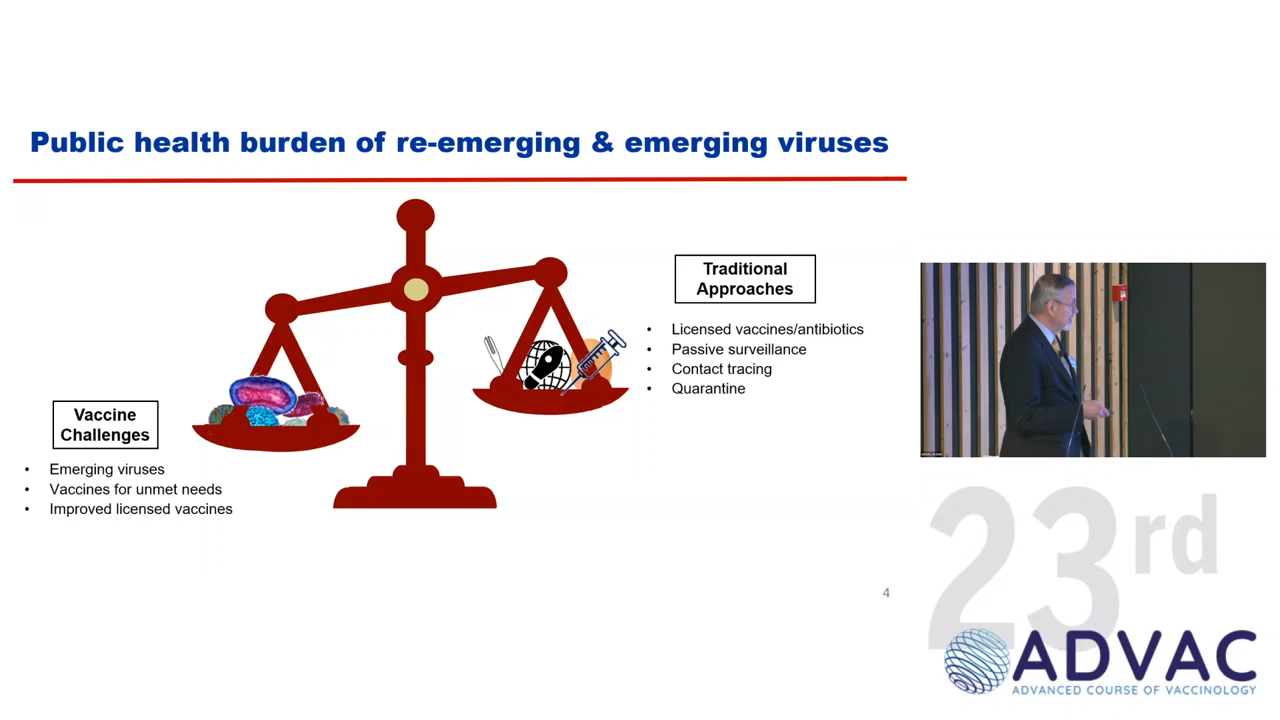 Public health burden of re-emerging & emerging viruses
Traditional
Approaches
• Licensed vaccines/antibiotics
• Passive surveillance
• Contact tracing
• Quarantine
Vaccine
Challenges
• Emerging viruses
• Vaccines for unmet needs
• Improved licensed vaccines
4
23rd
ADVAC
ADVANCED COURSE OF VACCINOLOGY